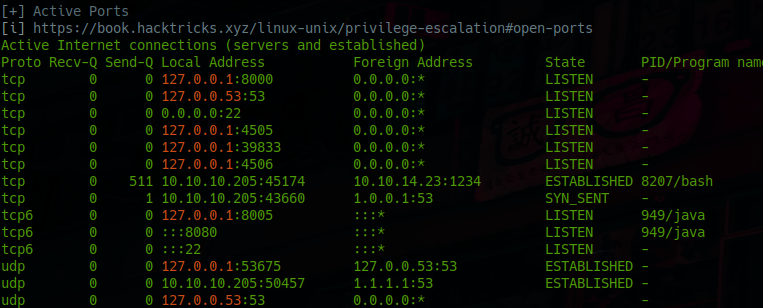 [+] Active Ports
[i] https://book.hacktricks.xyz/linux-unix/privilege-escalation#open-ports
Active Internet connections (servers and established)
Proto Recv-Q Send-Q Local Address           Foreign Address         State       PID/Program name
tcp        0      0 127.0.0.1:8000          0.0.0.0:*               LISTEN      -
tcp        0      0 127.0.0.53:53           0.0.0.0:*               LISTEN      -
tcp        0      0 0.0.0.0:22              0.0.0.0:*               LISTEN      -
tcp        0      0 127.0.0.1:4505          0.0.0.0:*               LISTEN      -
tcp        0      0 127.0.0.1:39833         0.0.0.0:*               LISTEN      -
tcp        0      0 127.0.0.1:4506          0.0.0.0:*               LISTEN      -
tcp        0    511 10.10.10.205:45174      10.10.14.23:1234        ESTABLISHED 8207/bash
tcp        0      1 10.10.10.205:43660      1.0.0.1:53              SYN_SENT    -
tcp6       0      0 127.0.0.1:8005          :::*                    LISTEN      949/java
tcp6       0      0 :::8080                 :::*                    LISTEN      949/java
tcp6       0      0 :::22                   :::*                    LISTEN      -
udp        0      0 127.0.0.1:53675         127.0.0.53:53           ESTABLISHED -
udp        0      0 10.10.10.205:50457      1.1.1.1:53              ESTABLISHED -
udp        0      0 127.0.0.53:53           0.0.0.0:*                           -